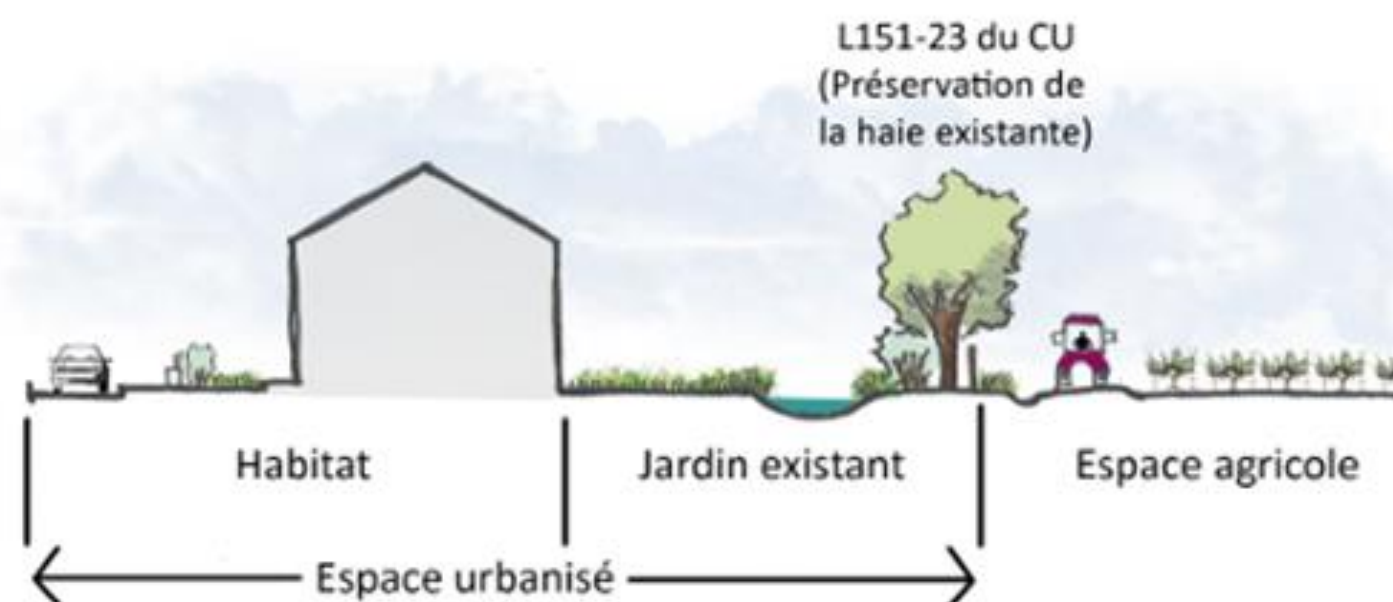 L151-23 du CU
(Préservation de
la haie existante)
Habitat
Jardin existant
Espace agricole
Espace urbanisé